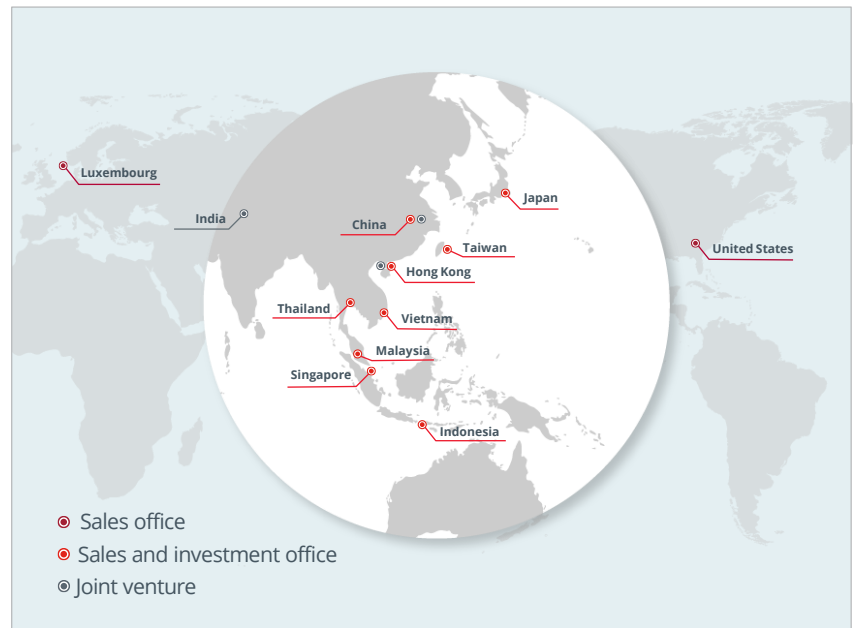 Luxembourg
Japan
India
China
Taiwan
United States
Hong Kong
Thailand
Vietnam
Malaysia
Singapore
Indonesia
Sales office
Sales and investment office
Joint venture